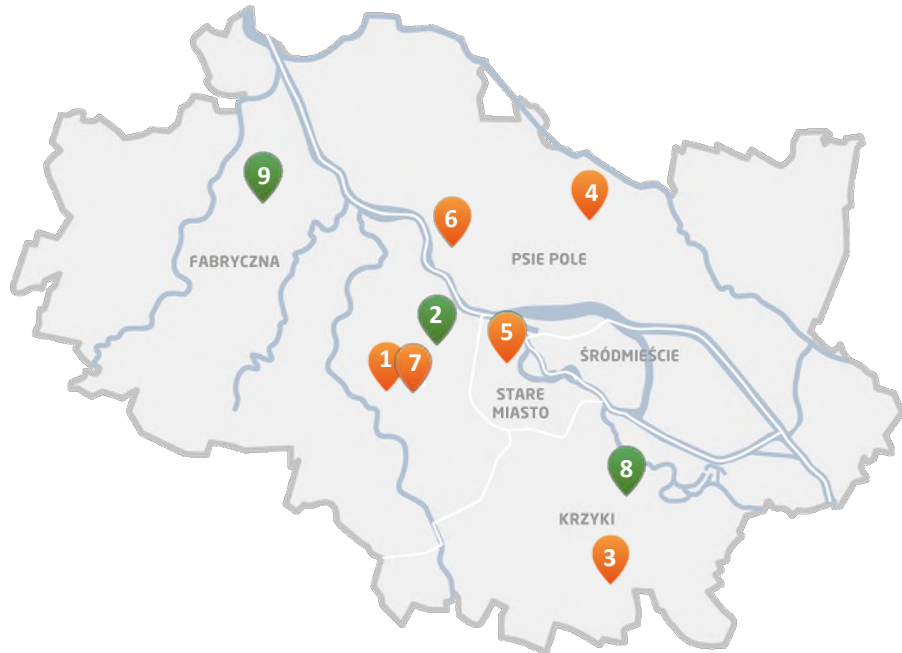 9
4
6
FABRYCZNA
PSIE POLE
2
5
1
7
ŚRÓDMIEŚCIE
STARE
MIASTO
8
KRZYKI
3